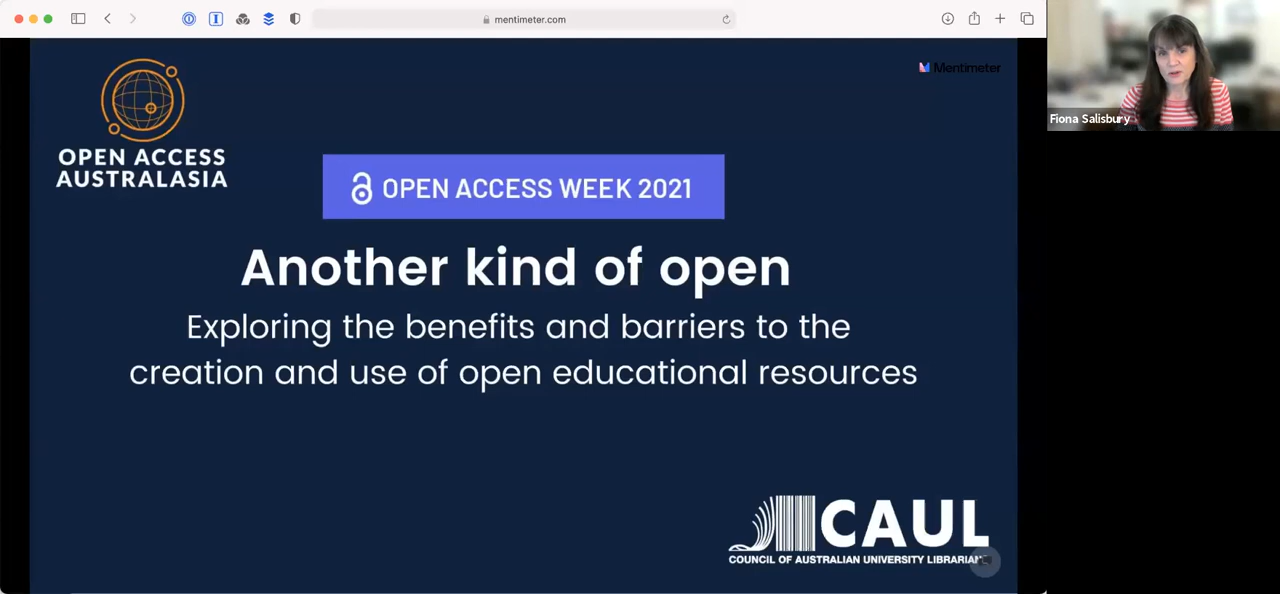 mentimeter.com
Mentimeter
Fiona Salisbury
OPEN ACCESS
AUSTRALASIA
OPEN ACCESS WEEK 2021
Another kind of open
Exploring the benefits and barriers to the
creation and use of open educational resources
CAUL
COUNCIL OF AUSTRALIAN UNIVERSITY